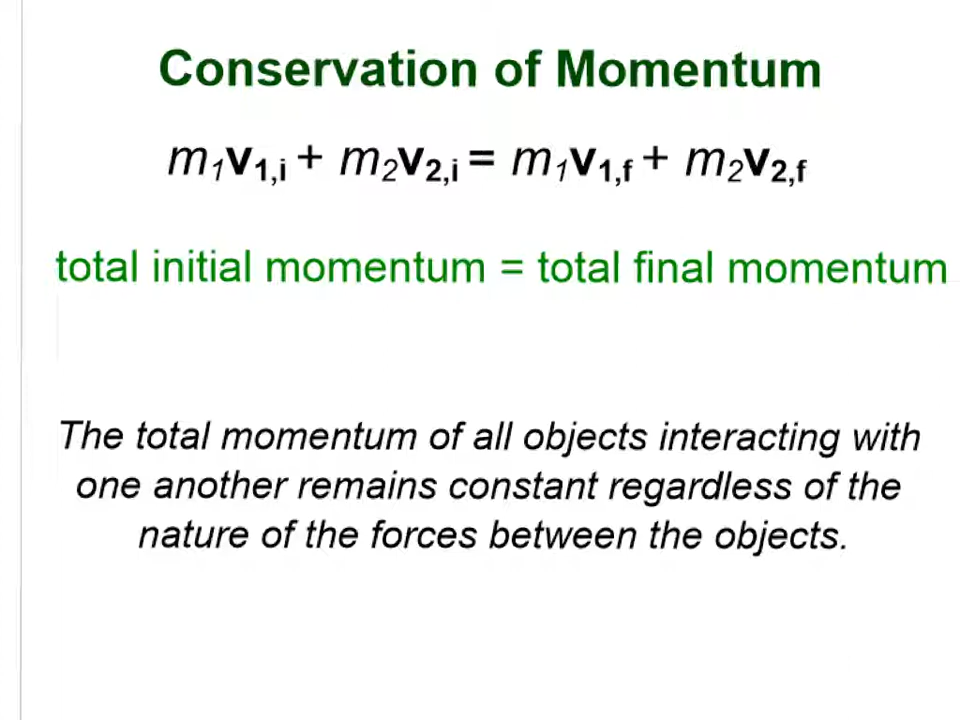 Conservation of Momentum
m1v1,i + m2v2,i = m1v1,f + m2v2,f
total initial momentum = total final momentum
The total momentum of all objects interacting with
one another remains constant regardless of the
nature of the forces between the objects.